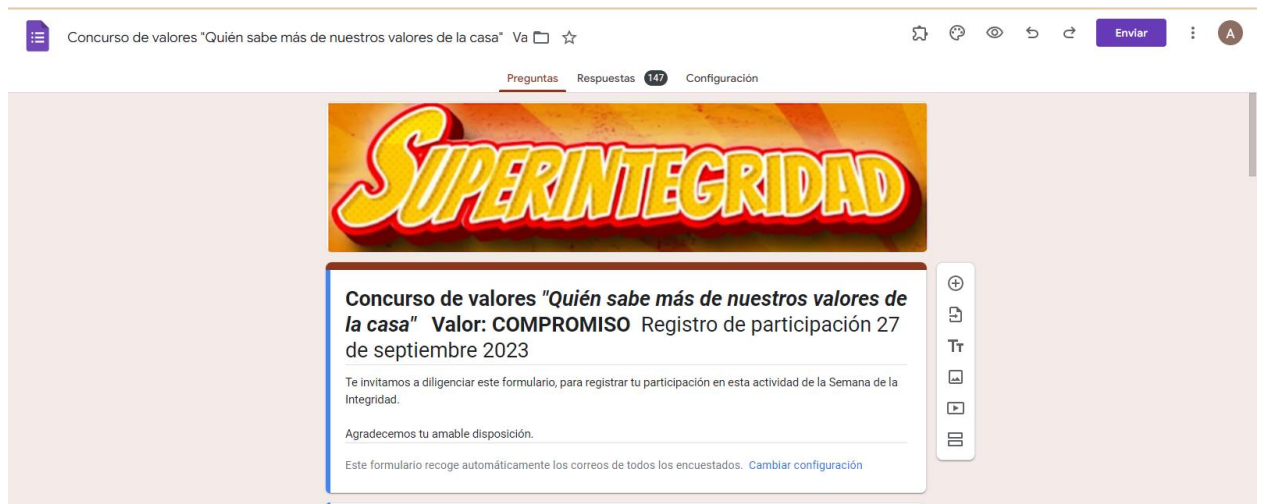 Concurso de valores "Quién sabe más de nuestros valores de la casa" Va
Enviar
A
Preguntas Respuestas 147 Configuración
SUPERINTEGRIDAD
Concurso de valores "Quién sabe más de nuestros valores de
la casa" Valor: COMPROMISO Registro de participación 27
de septiembre 2023
Te invitamos a diligenciar este formulario, para registrar tu participación en esta actividad de la Semana de la
Integridad.
Agradecemos tu amable disposición.
Este formulario recoge automáticamente los correos de todos los encuestados. Cambiar configuración
Tт